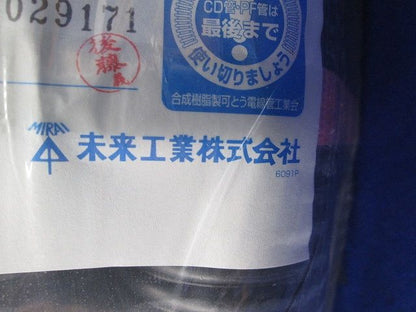 029171
後藤
CD管・PF管は
最後まで
使い切りましょう
合成樹脂製可とう電線管工業会
MIRAI
未来工業株式会社
6091P